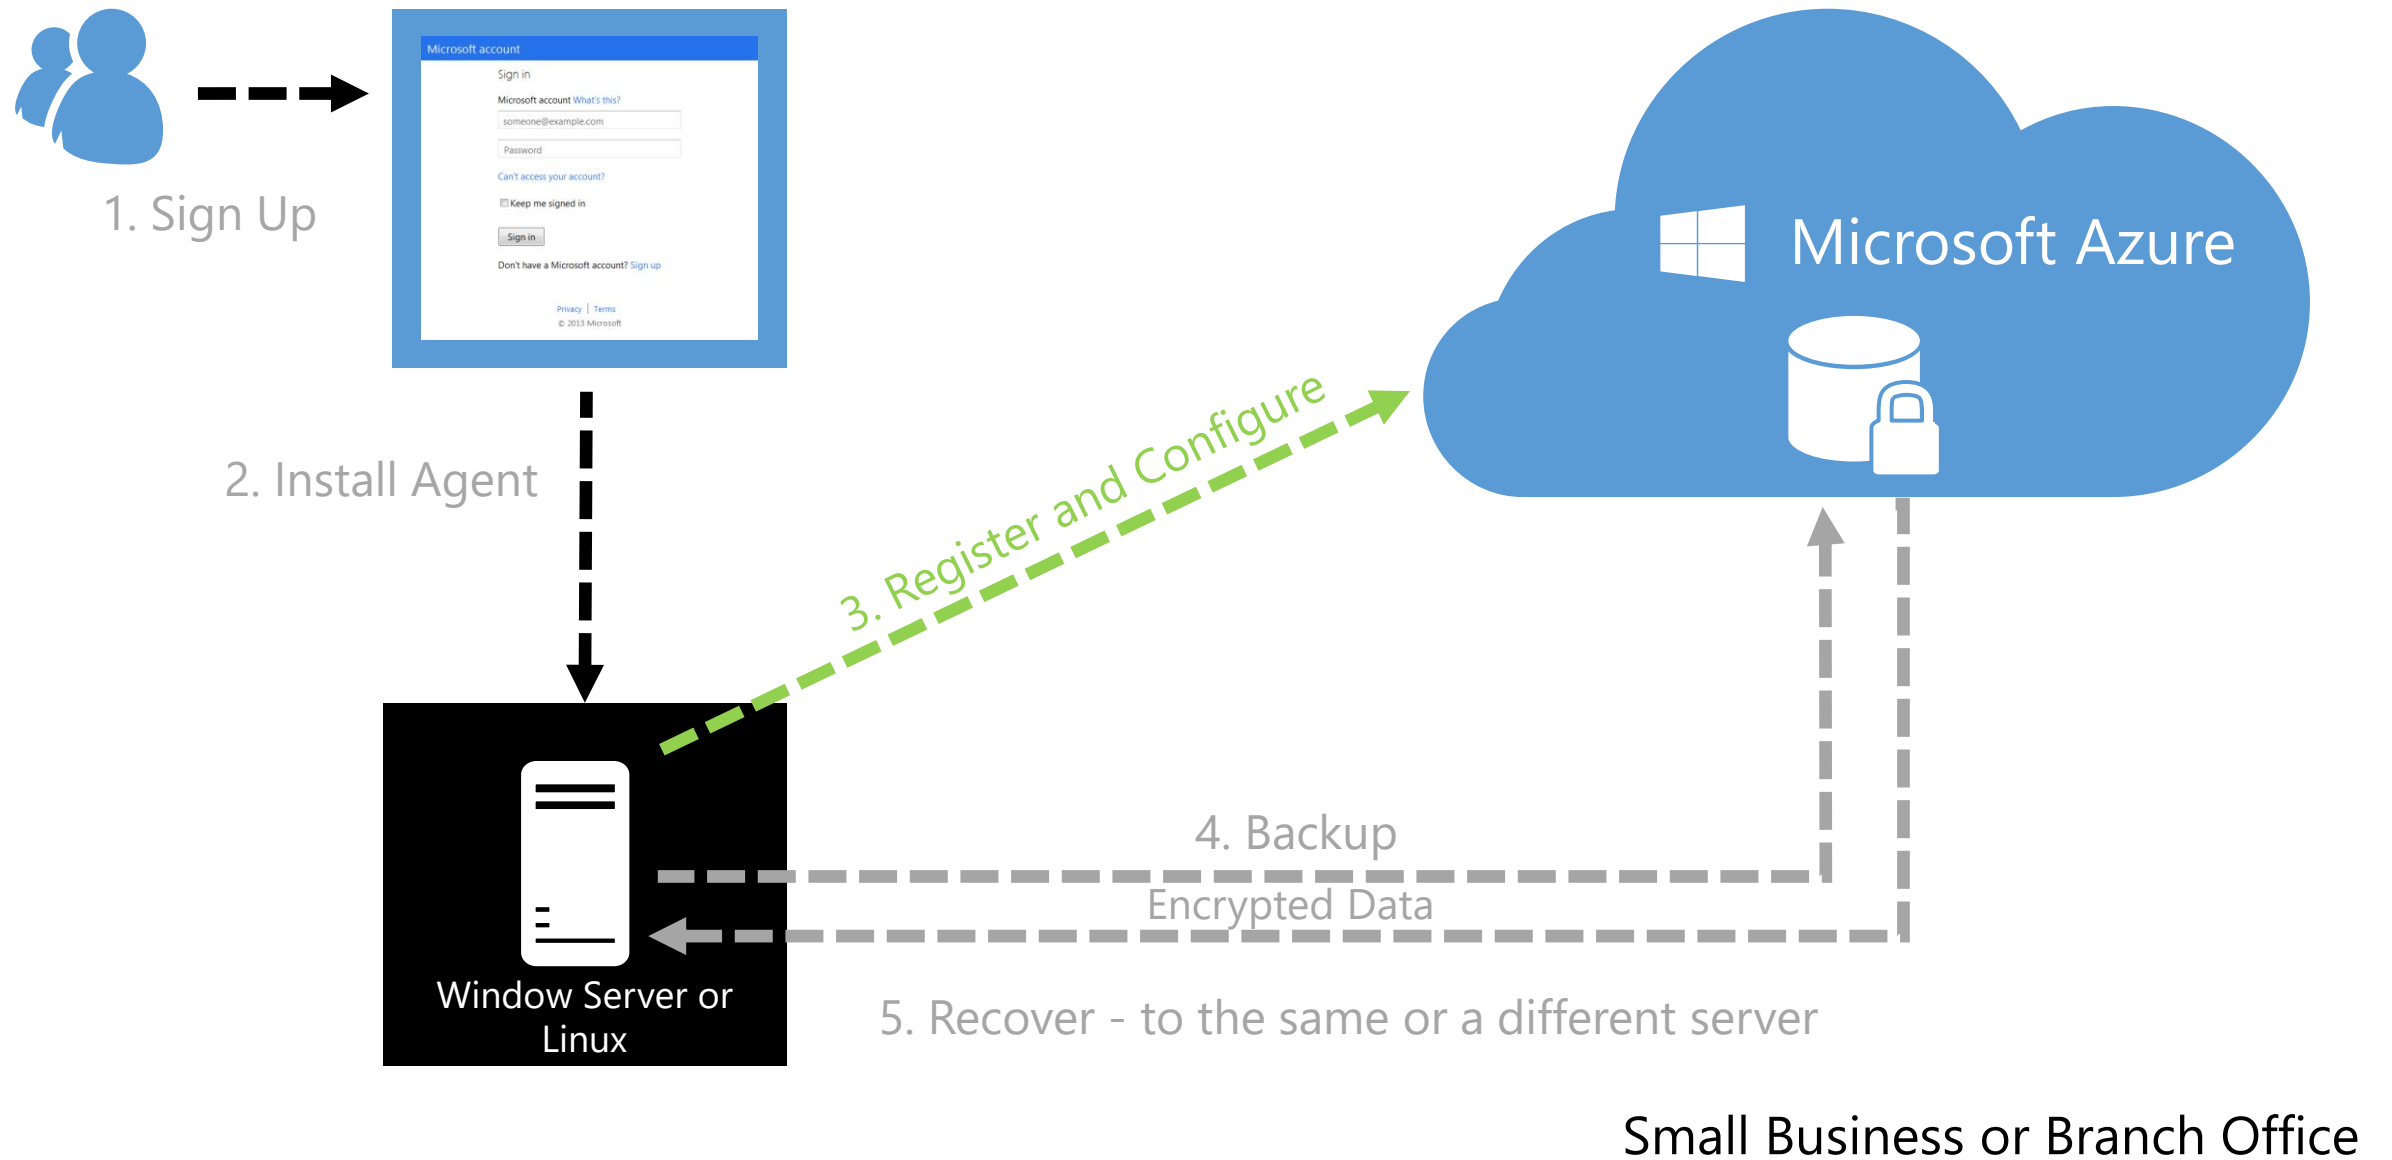 Microsoft account
Sign in
Microsoft account What's this?
someone@example.com
Password
Can't access your account?
Keep me signed in
Sign in
Don't have a Microsoft account? Sign up
Privacy | Terms
© 2013 Microsoft
1. Sign Up
Microsoft Azure
2. Install Agent
3. Register and Configure
4. Backup
Encrypted Data
Window Server or
Linux
5. Recover - to the same or a different server
Small Business or Branch Office